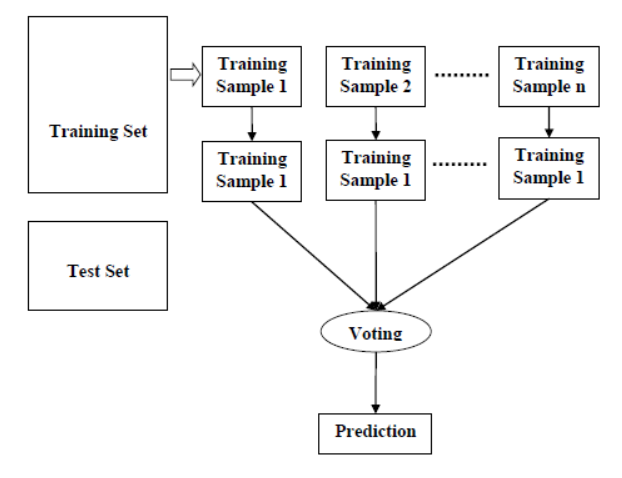 Training Set
Training
Sample 1
Training
Sample 2
.........
Training
Sample n
Training
Sample 1
Training
Sample 1
.........
Training
Sample 1
Test Set
Voting
Prediction